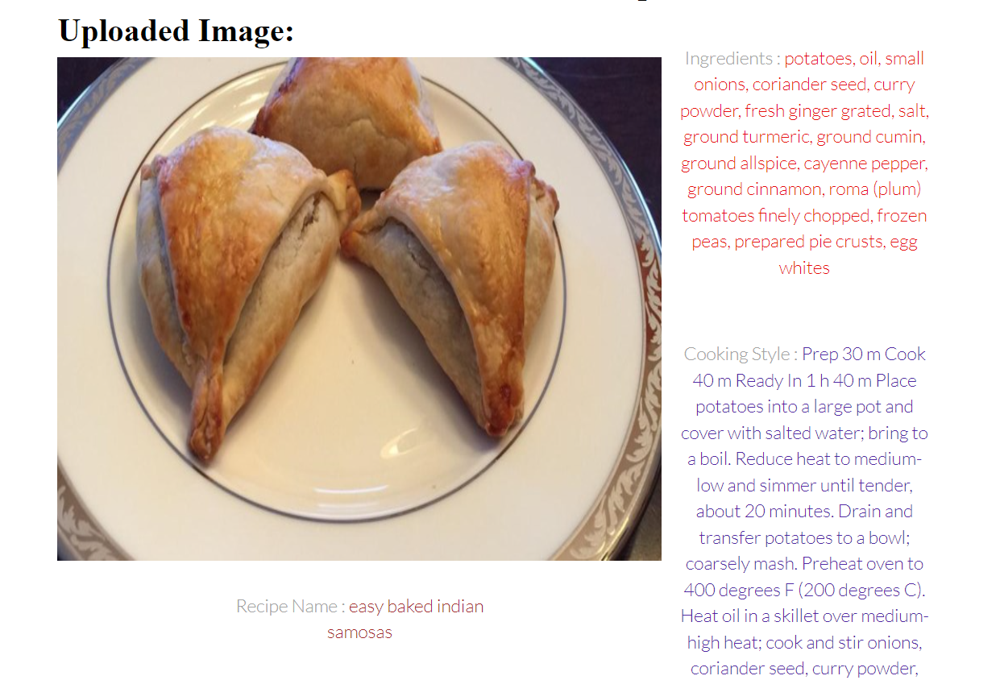 Uploaded Image:
Recipe Name : easy baked indian
samosas
Ingredients : potatoes, oil, small
onions, coriander seed, curry
powder, fresh ginger grated, salt,
ground turmeric, ground cumin,
ground allspice, cayenne pepper,
ground cinnamon, roma (plum)
tomatoes finely chopped, frozen
peas, prepared pie crusts, egg
whites
Cooking Style : Prep 30 m Cook
40 m Ready In 1 h 40 m Place
potatoes into a large pot and
cover with salted water; bring to
a boil. Reduce heat to medium-
low and simmer until tender,
about 20 minutes. Drain and
transfer potatoes to a bowl;
coarsely mash. Preheat oven to
400 degrees F (200 degrees C).
Heat oil in a skillet over medium-
high heat; cook and stir onions,
coriander seed, curry powder,